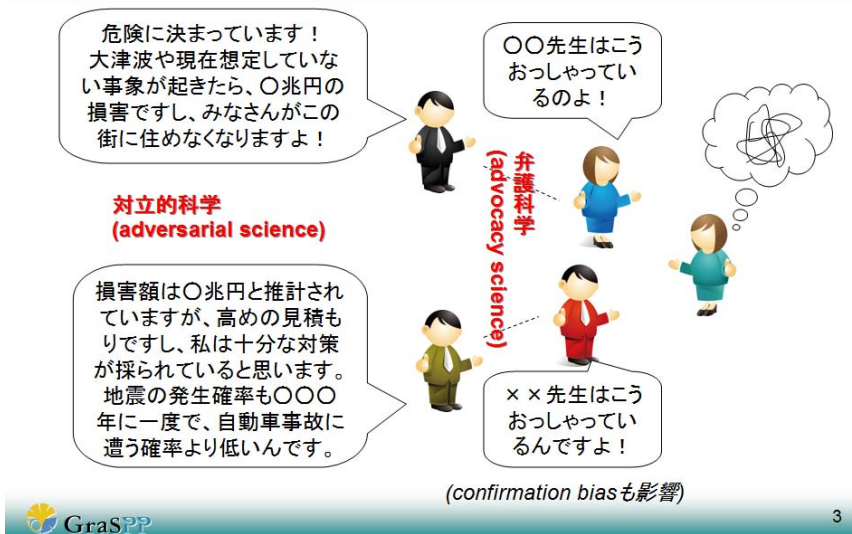 危険に決まっています！
大津波や現在想定していな
い事象が起きたら、〇兆円の
損害ですし、みなさんがこの
街に住めなくなりますよ！
〇〇先生はこう
おっしゃってい
るのよ！
対立的科学
(adversarial science)
弁護科学
(advocacy science)
損害額は〇兆円と推計され
ていますが、高めの見積も
りですし、私は十分な対策
が採られていると思います。
地震の発生確率も〇〇〇
年に一度で、自動車事故に
遭う確率より低いんです。
××先生はこう
おっしゃってい
るんですよ！
(confirmation biasも影響)
GraSPP
3